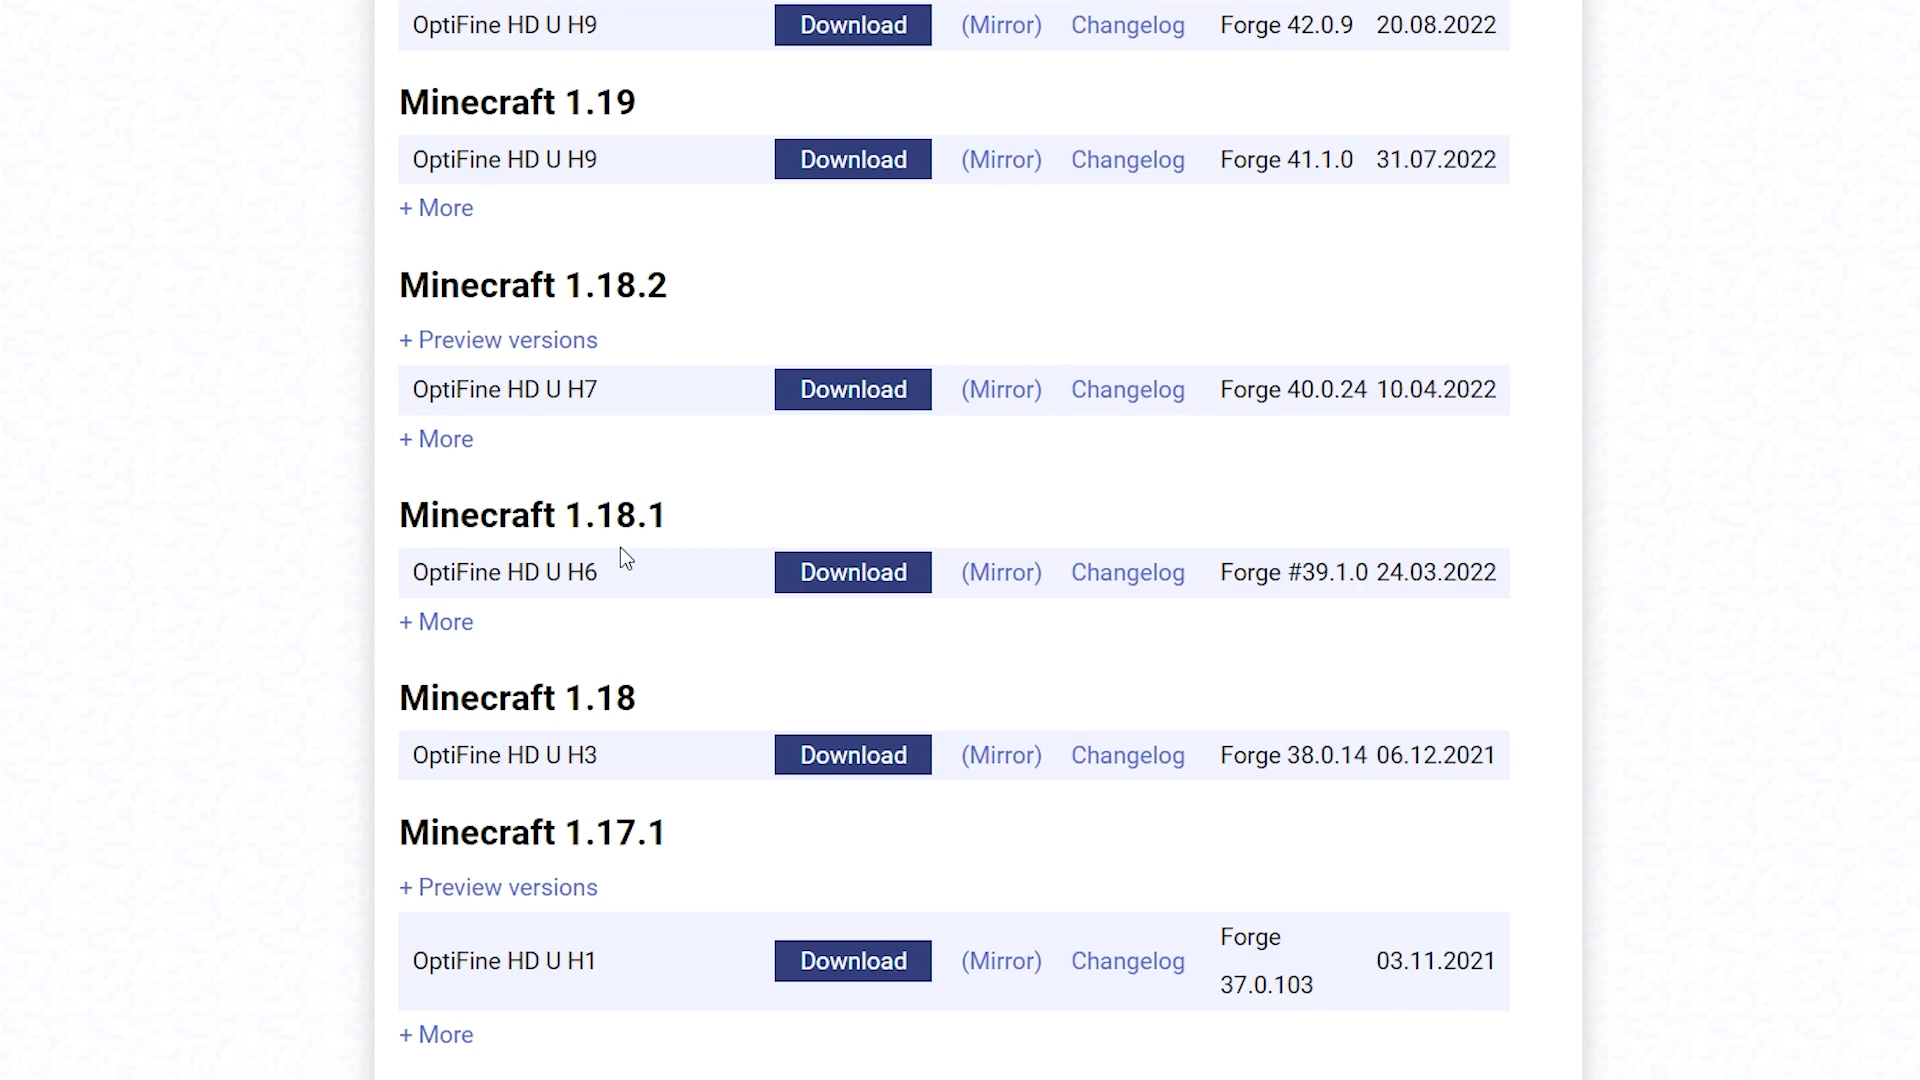 OptiFine HD U H9 Download (Mirror) Changelog Forge 42.0.9 20.08.2022
Minecraft 1.19
OptiFine HD U H9 Download (Mirror) Changelog Forge 41.1.0 31.07.2022
+ More
Minecraft 1.18.2
+ Preview versions
OptiFine HD U H7 Download (Mirror) Changelog Forge 40.0.24 10.04.2022
+ More
Minecraft 1.18.1
OptiFine HD U H6 Download (Mirror) Changelog Forge #39.1.0 24.03.2022
+ More
Minecraft 1.18
OptiFine HD U H3 Download (Mirror) Changelog Forge 38.0.14 06.12.2021
Minecraft 1.17.1
+ Preview versions
OptiFine HD U H1 Download (Mirror) Changelog Forge
37.0.103 03.11.2021
+ More